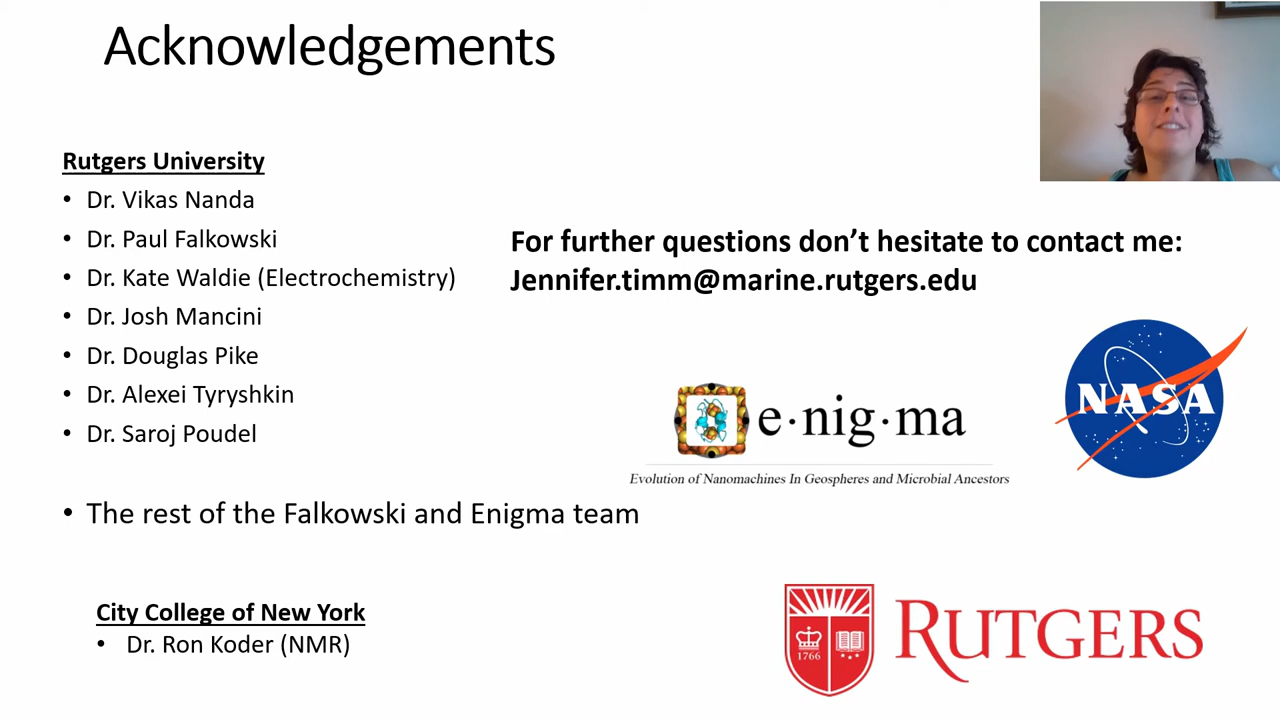 Acknowledgements
Rutgers University
• Dr. Vikas Nanda
• Dr. Paul Falkowski
• Dr. Kate Waldie (Electrochemistry)
• Dr. Josh Mancini
• Dr. Douglas Pike
• Dr. Alexei Tyryshkin
• Dr. Saroj Poudel
• The rest of the Falkowski and Enigma team
City College of New York
• Dr. Ron Koder (NMR)
For further questions don’t hesitate to contact me:
Jennifer.timm@marine.rutgers.edu
e·nig·ma
Evolution of Nanomachines In Geospheres and Microbial Ancestors
NASA
1766
RUTGERS